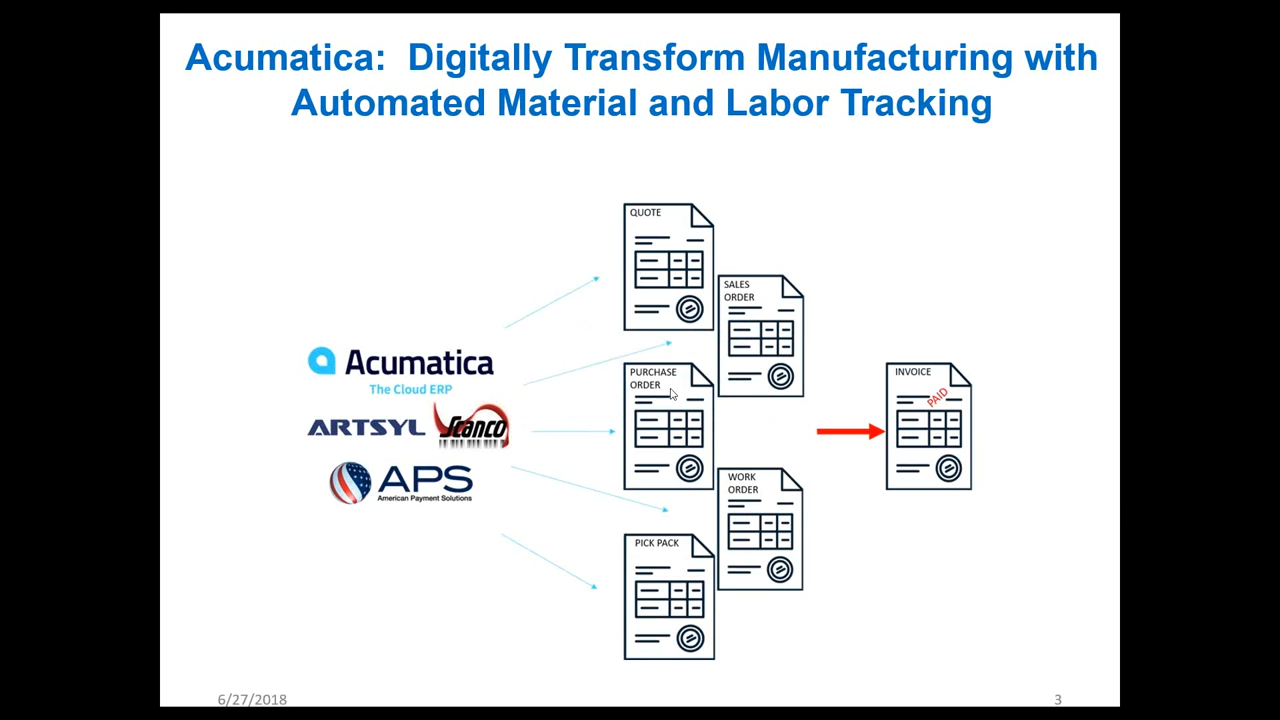 Acumatica: Digitally Transform Manufacturing with
Automated Material and Labor Tracking
QUOTE
SALES
ORDER
Acumatica
The Cloud ERP
ARTSYL
Scanco
APS
American Payment Solutions
PURCHASE
ORDER
INVOICE
PAID
WORK
ORDER
PICK PACK
6/27/2018
3